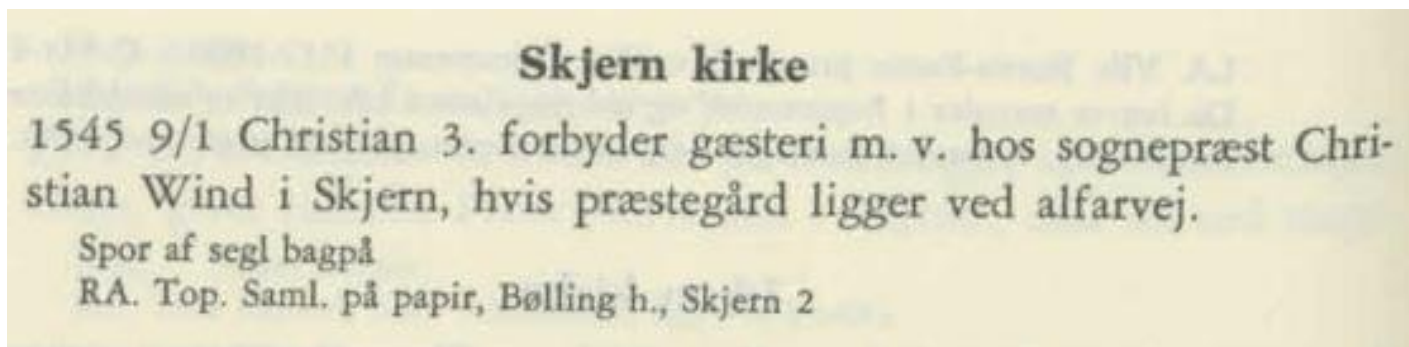 Skjern kirke
1545 9/1 Christian 3. forbyder gæsteri m. v. hos sognepræst Chri-
stian Wind i Skjern, hvis præstegård ligger ved alfarvej.
Spor af segl bagpå
RA. Top. Saml. på papir, Bølling h., Skjern 2